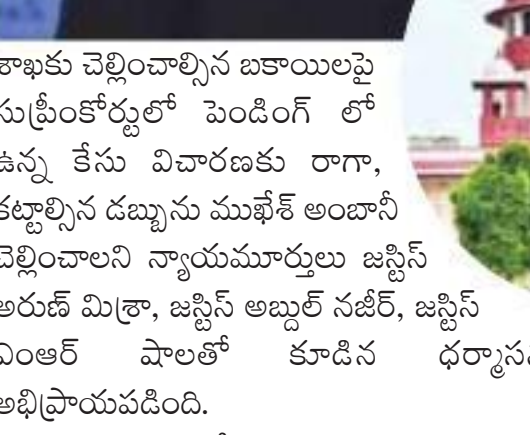 శాఖకు చెల్లించాల్సిన బకాయిలపై
సుప్రీంకోర్టులో పెండింగ్ లో
ఉన్న కేసు విచారణకు రాగా,
కట్టాల్సిన డబ్బును ముఖేశ్ అంబానీ
చెల్లించాలని న్యాయమూర్తులు జస్టిస్
అరుణ్ మిశ్రా, జస్టిస్ అబ్దుల్ నజీర్, జస్టిస్
ఎంఆర్ షాలతో కూడిన
అభిప్రాయపడింది.